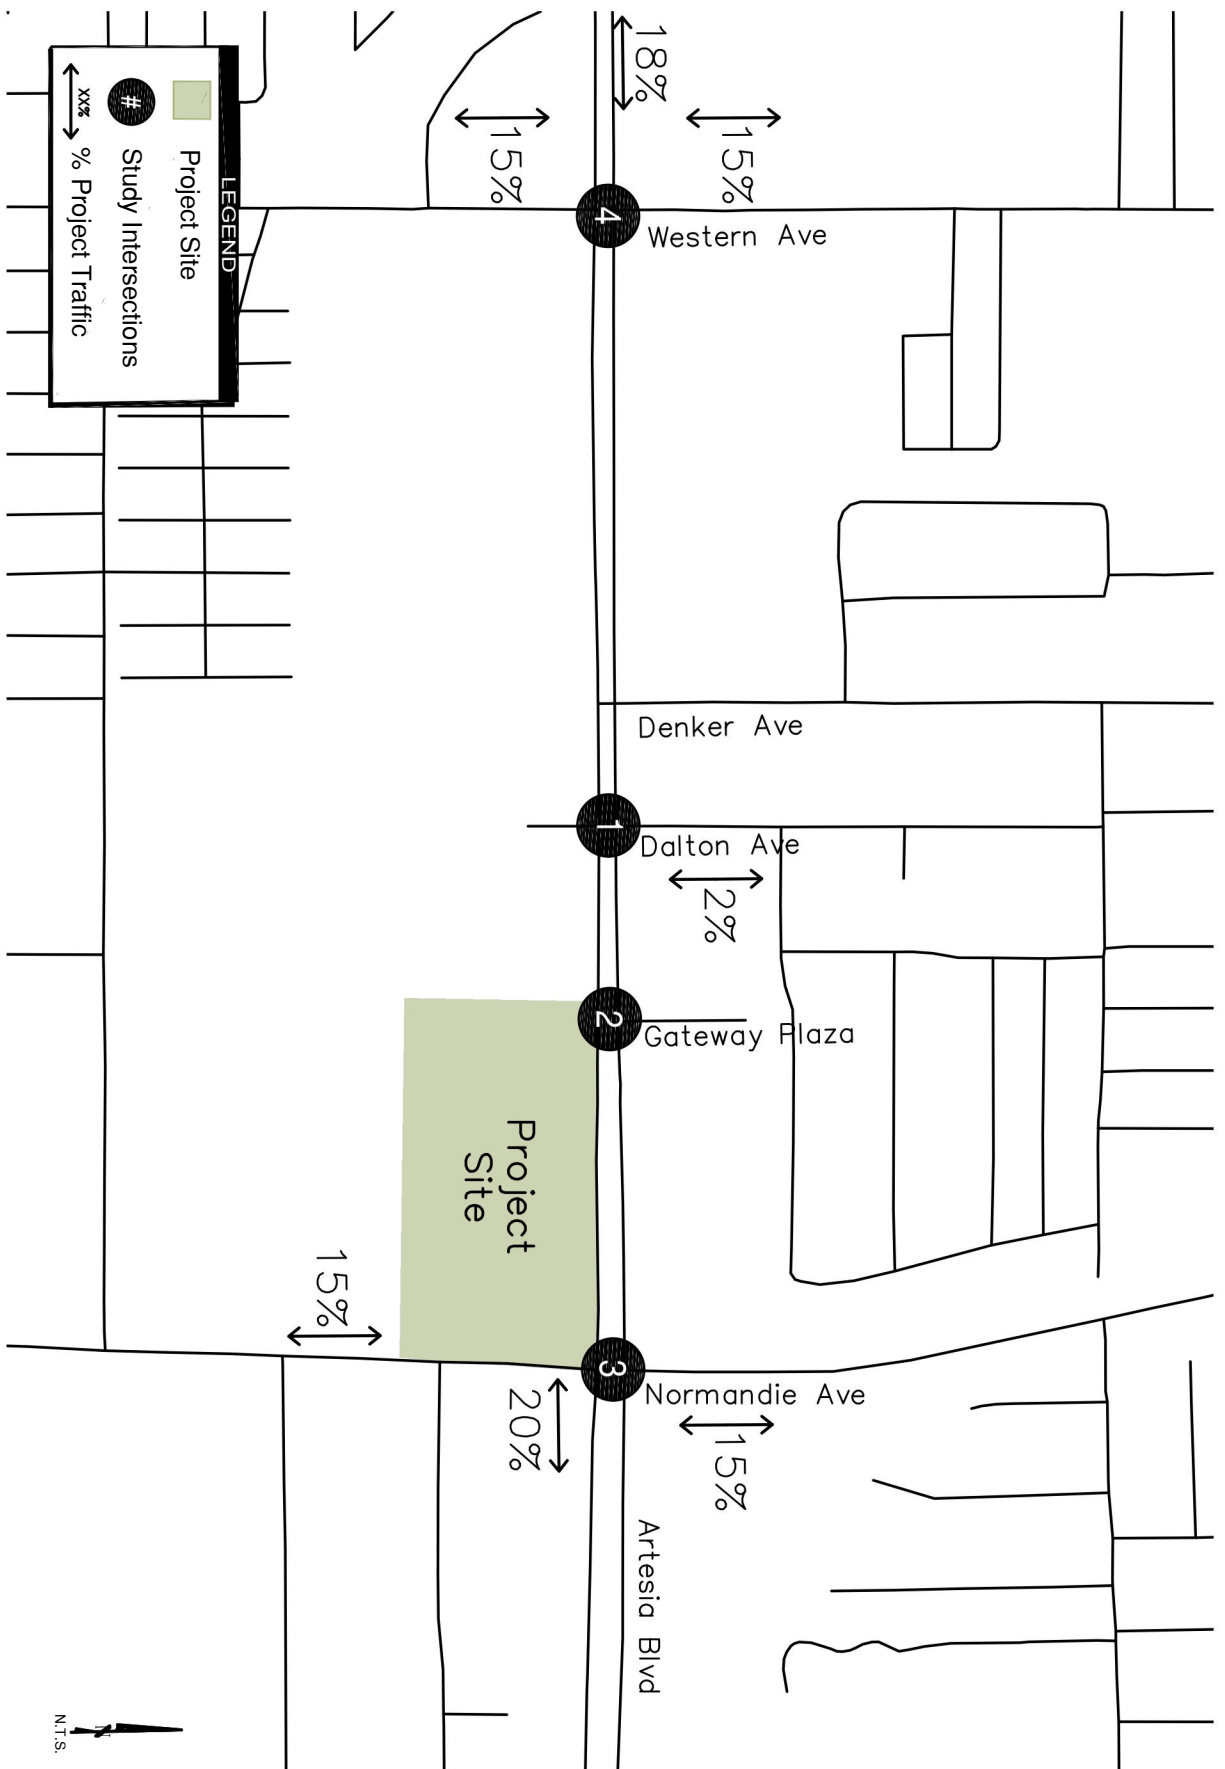 18%
15%
15%
4
Western Ave
LEGEND
Project Site
#
Study Intersections
XX%
% Project Traffic
Denker Ave
1
Dalton Ave
2%
2
Gateway Plaza
Project
Site
15%
3
Normandie Ave
20%
15%
Artesia Blvd
N
N.T.S.